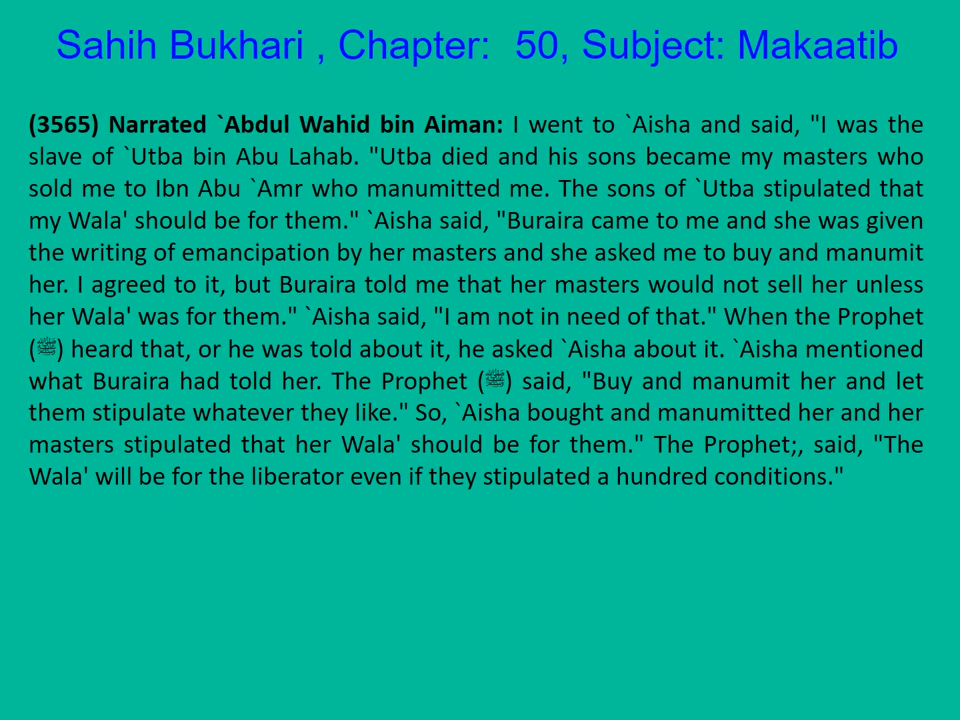 Sahih Bukhari , Chapter:  50, Subject: Makaatib
(3565) Narrated `Abdul Wahid bin Aiman: I went to `Aisha and said, "I was the
slave of `Utba bin Abu Lahab. "Utba died and his sons became my masters who
sold me to Ibn Abu `Amr who manumitted me. The sons of `Utba stipulated that
my Wala' should be for them." `Aisha said, "Buraira came to me and she was given
the writing of emancipation by her masters and she asked me to buy and manumit
her. I agreed to it, but Buraira told me that her masters would not sell her unless
her Wala' was for them." `Aisha said, "I am not in need of that." When the Prophet
(ﷺ) heard that, or he was told about it, he asked `Aisha about it. `Aisha mentioned
what Buraira had told her. The Prophet (ﷺ) said, "Buy and manumit her and let
them stipulate whatever they like." So, `Aisha bought and manumitted her and her
masters stipulated that her Wala' should be for them." The Prophet;, said, "The
Wala' will be for the liberator even if they stipulated a hundred conditions."